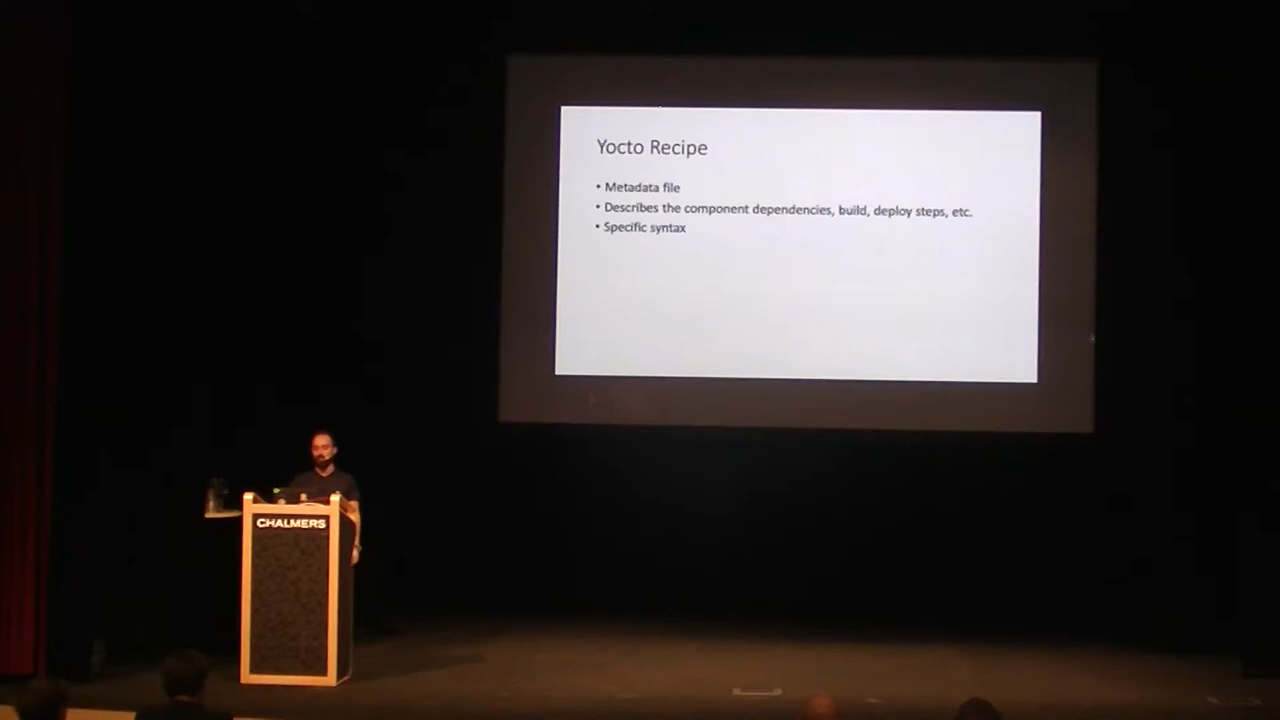 Yocto Recipe
• Metadata file
• Describes the component dependencies, build, deploy steps, etc.
• Specific syntax
CHALMERS